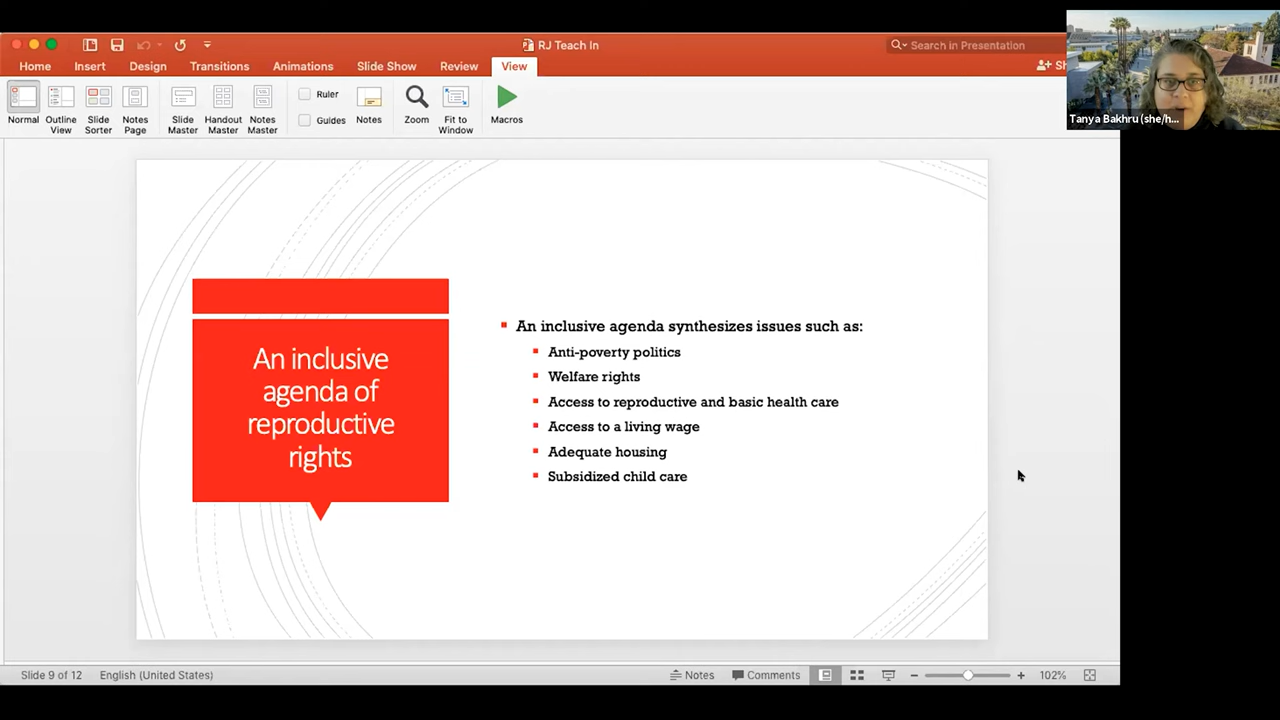 RJ Teach In
Search in Presentation
Home Insert Design Transitions Animations Slide Show Review View Sh
Normal Outline View Slide Sorter Notes Page Slide Master Handout Master Notes Master Ruler Guides Notes Zoom Fit to Window Macros
Tanya Bakhru (she/h...
An inclusive
agenda of
reproductive
rights
An inclusive agenda synthesizes issues such as:
Anti-poverty politics
Welfare rights
Access to reproductive and basic health care
Access to a living wage
Adequate housing
Subsidized child care
Slide 9 of 12 English (United States) Notes Comments 102%